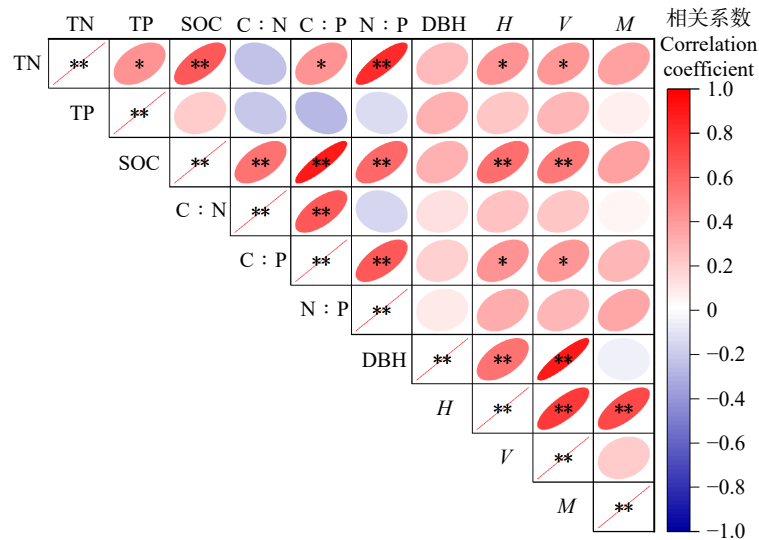 TN TP SOC C：N C：P N：P DBH H V M
相关系数
Correlation
coefficient
TN ** * ** * ** * *
TP **
SOC ** ** ** ** ** **
C：N ** **
C：P ** ** * *
N：P **
DBH ** ** **
H ** ** **
V **
M **
1.0
0.8
0.6
0.4
0.2
0
−0.2
−0.4
−0.6
−0.8
−1.0